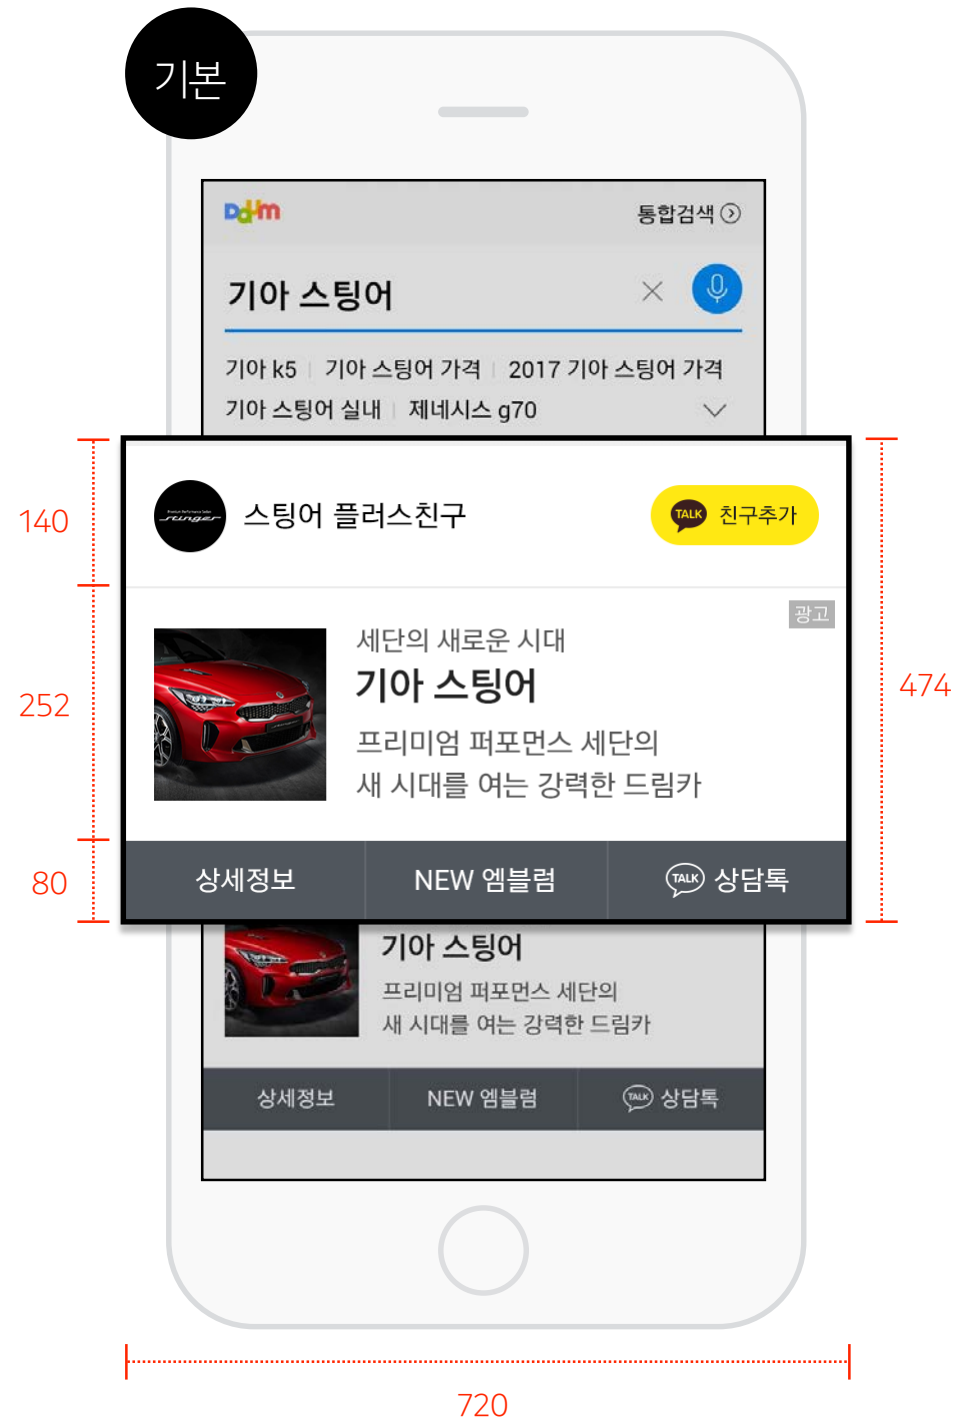 기본
Daum
통합검색
기아 스팅어
기아 k5 기아 스팅어 가격 2017 기아 스팅어 가격
기아 스팅어 실내 제네시스 g70
140
stinger
스팅어 플러스친구
TALK 친구추가
광고
252
세단의 새로운 시대
기아 스팅어
프리미엄 퍼포먼스 세단의
새 시대를 여는 강력한 드림카
474
80
상세정보
NEW 엠블럼
TALK 상담톡
기아 스팅어
프리미엄 퍼포먼스 세단의
새 시대를 여는 강력한 드림카
상세정보
NEW 엠블럼
TALK 상담톡
720